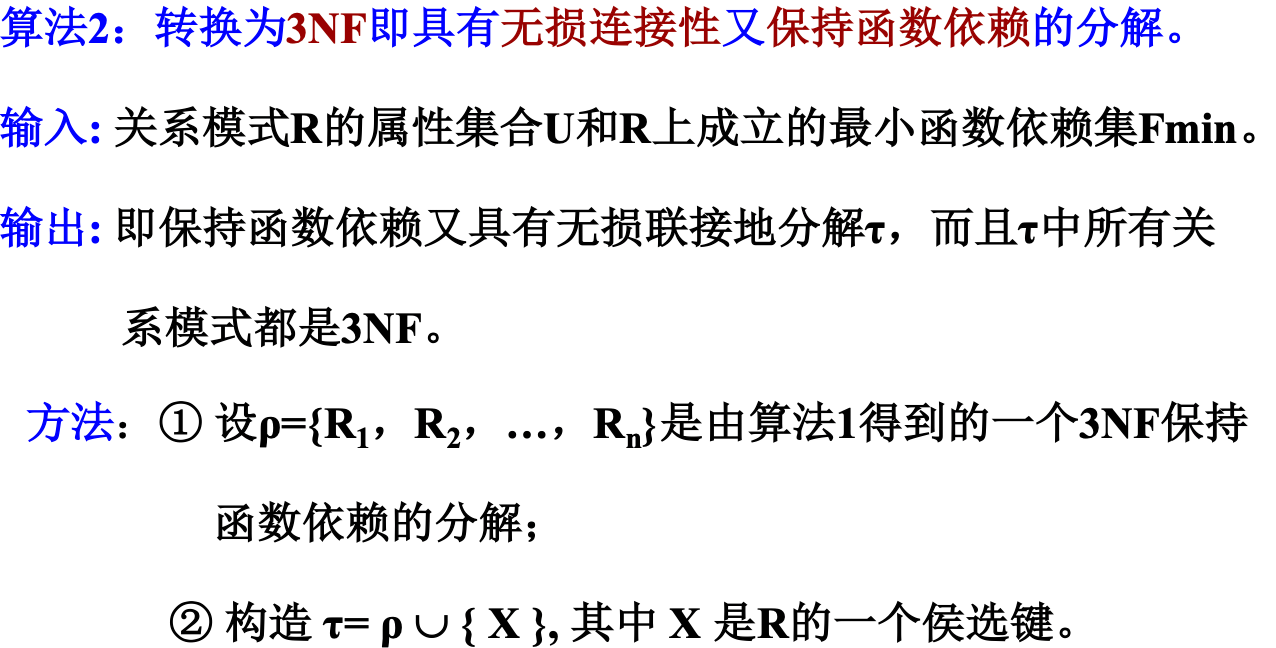 算法2：转换为3NF即具有无损连接性又保持函数依赖的分解。
输入: 关系模式R的属性集合U和R上成立的最小函数依赖集Fmin。
输出: 即保持函数依赖又具有无损联接地分解τ，而且τ中所有关
系模式都是3NF。
方法：① 设ρ={R₁，R₂，…，Rₙ}是由算法1得到的一个3NF保持
函数依赖的分解；
② 构造 τ= ρ ∪ { X }, 其中 X 是R的一个侯选键。